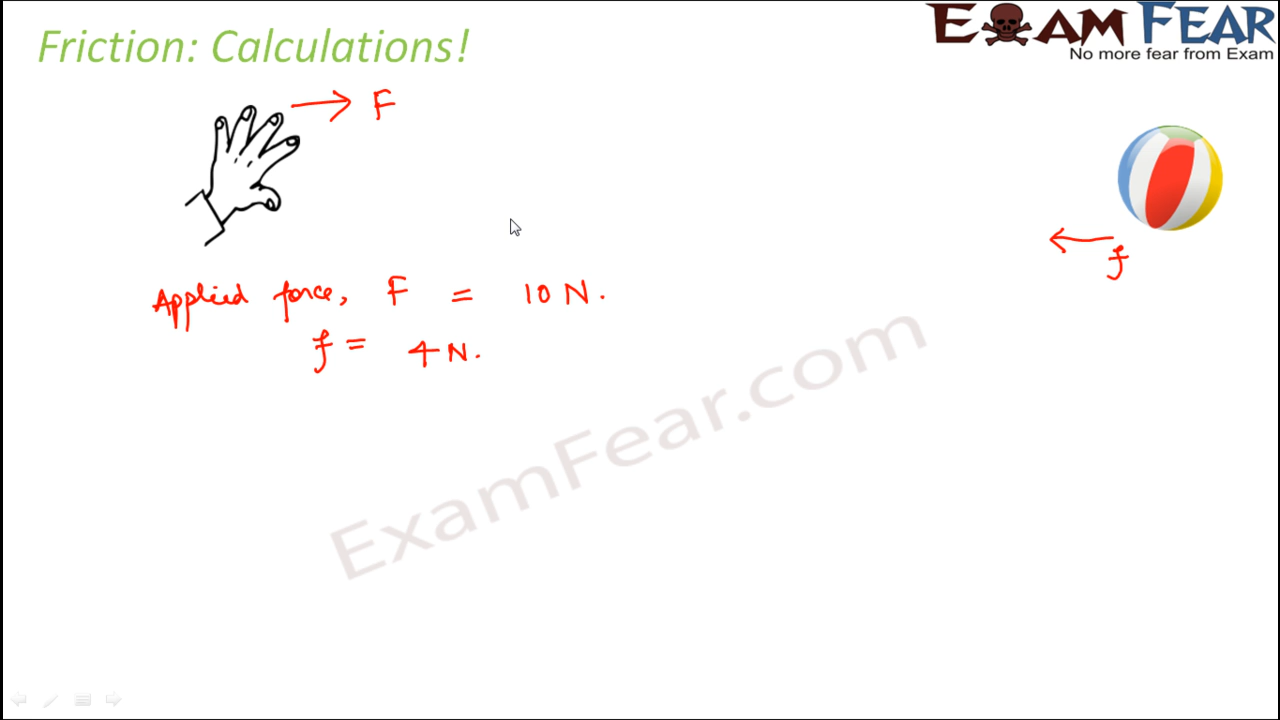 Friction: Calculations!
EXAM FEAR
No more fear from Exam
F
f
Applied force, F = 10 N.
f = 4 N.
ExamFear.com